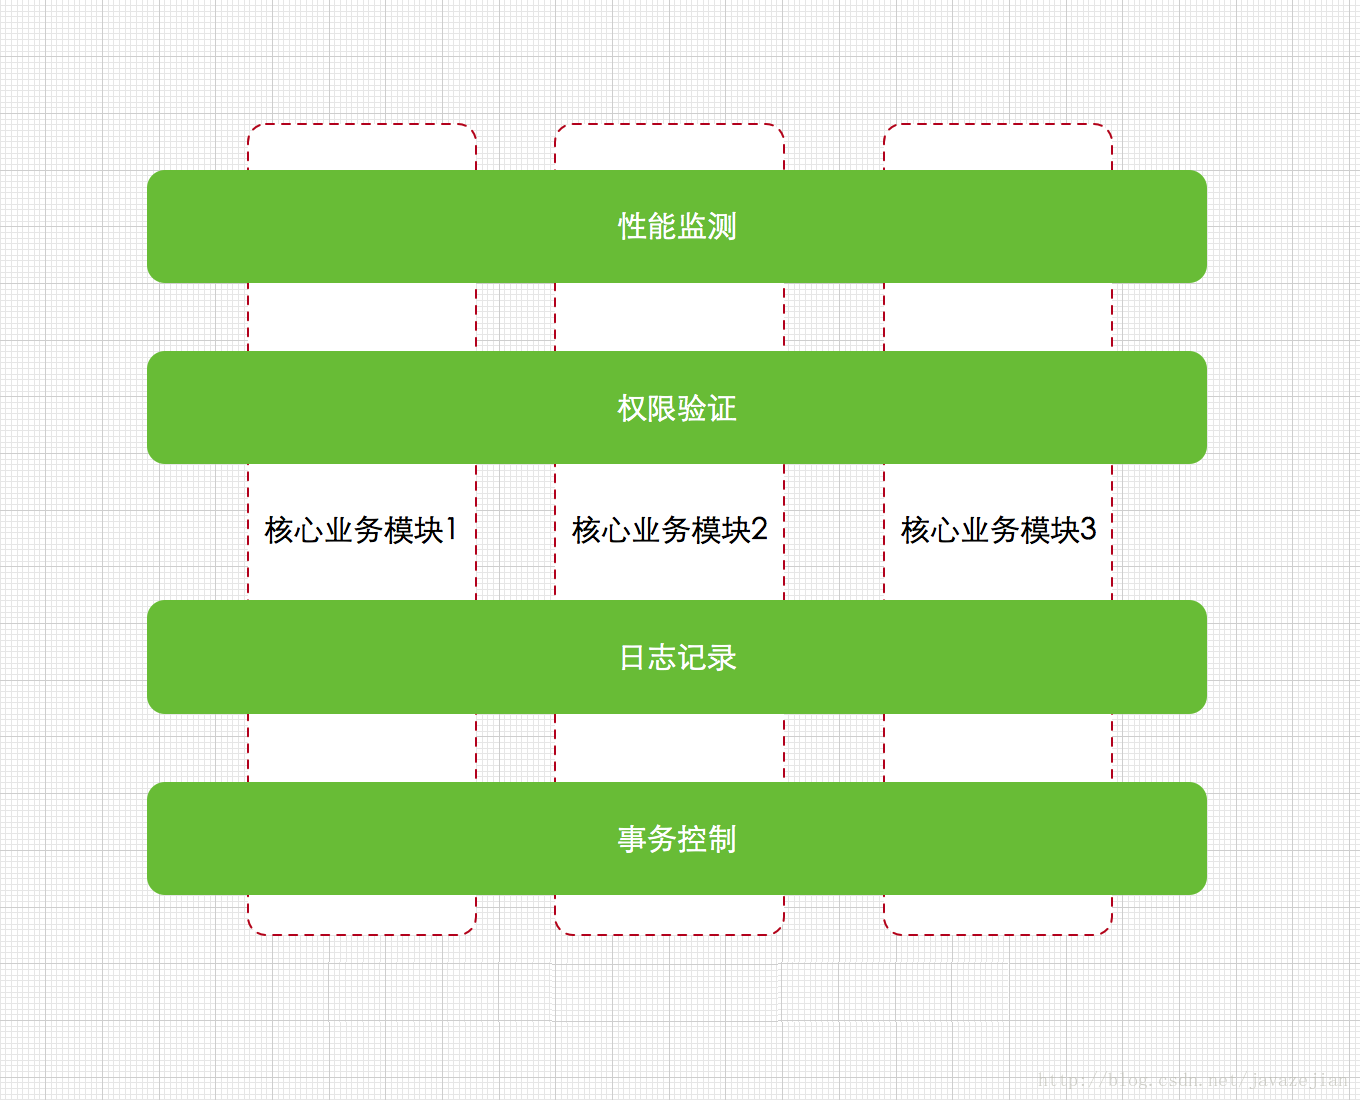 性能监测
权限验证
核心业务模块1
核心业务模块2
核心业务模块3
日志记录
事务控制
http://blog.csdn.net/javazejian